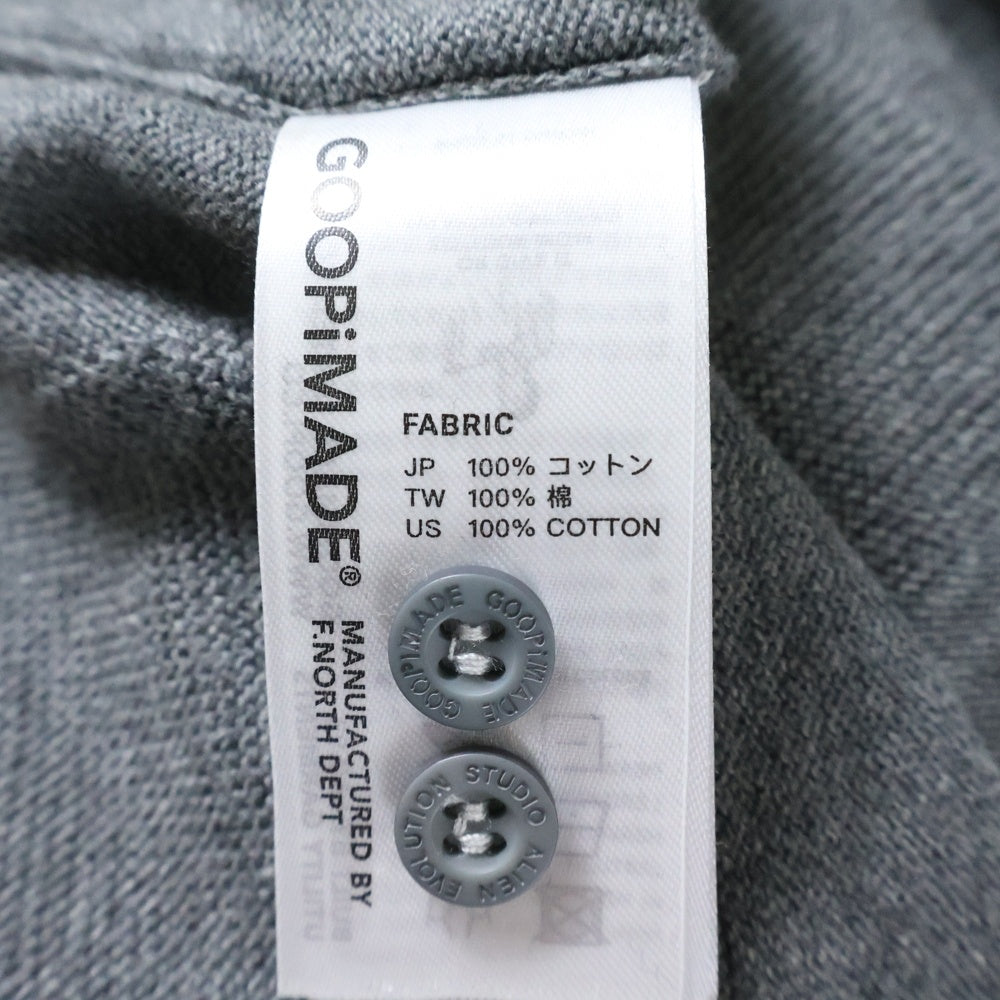 GOOPiMADE®
MANUFACTURED BY
F.NORTH DEPT
FABRIC
JP 100% コットン
TW 100% 棉
US 100% COTTON
GOOPiMADE GOOPiMADE
STUDIO ALIEN EVOLUTION